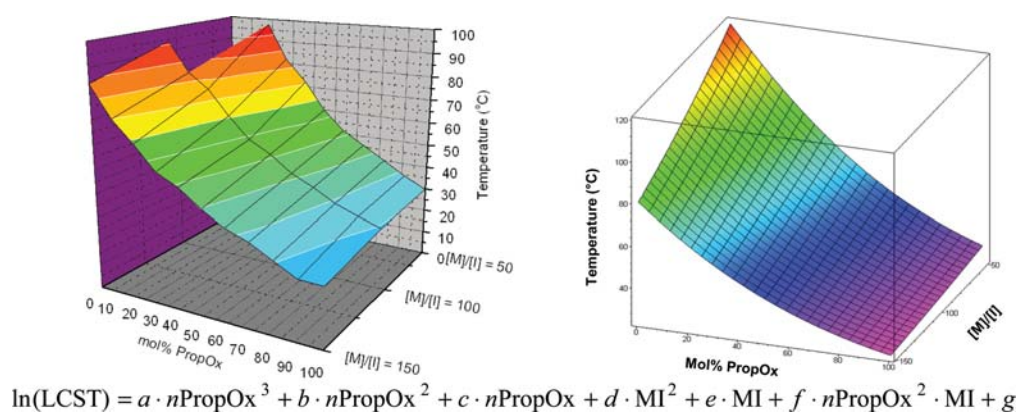 100
90
80
70
60
50
40
30
20
10
0
Temperature (°C)
[M]/[I] = 50
[M]/[I] = 100
[M]/[I] = 150
0 10 20 30 40 50 60 70 80 90 100
mol% PropOx
120
100
80
60
40
Temperature (°C)
0 20 40 60 80 100
Mol% PropOx
50
100
150
[M]/[I]
ln(LCST) = a · nPropOx³ + b · nPropOx² + c · nPropOx + d · MI² + e · MI + f · nPropOx² · MI + g